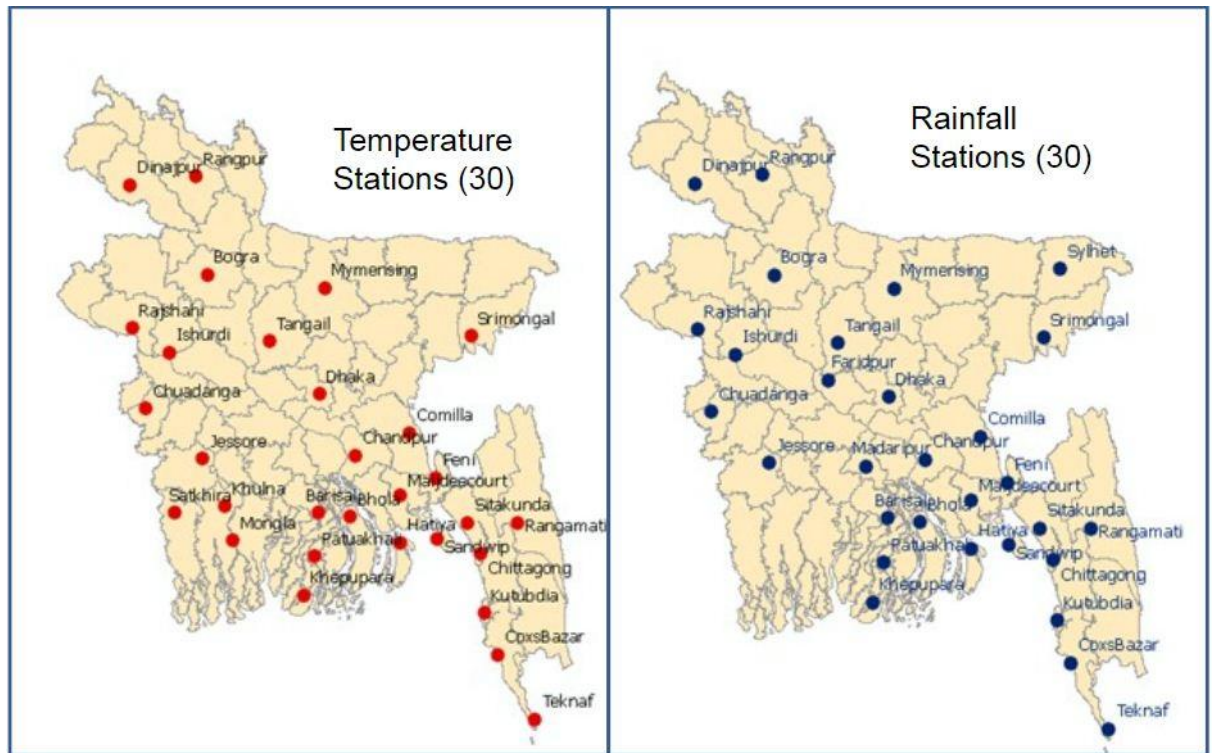 Temperature
Stations (30)
Dinajpur
Rangpur
Bogra
Mymerising
Rajshahi
Ishurdi
Tangail
Srimongal
Dhaka
Chuadanga
Comilla
Jessore
Chandpur
Feni
Maijdeecourt
Satkhira
Khulna
Barisal
Bhola
Sitakunda
Mongla
Hatiya
Rangamati
Patuakhali
Sandwip
Chittagong
Khepupara
Kutubdia
CoxsBazar
Teknaf
Rainfall
Stations (30)
Dinajpur
Rangpur
Sylhet
Bogra
Mymerising
Rajshahi
Ishurdi
Tangail
Srimongal
Faridpur
Dhaka
Chuadanga
Comilla
Jessore
Madaripur
Chandpur
Feni
Maijdeecourt
Barisal
Bhola
Sitakunda
Hatiya
Rangamati
Patuakhali
Sandwip
Chittagong
Khepupara
Kutubdia
CoxsBazar
Teknaf